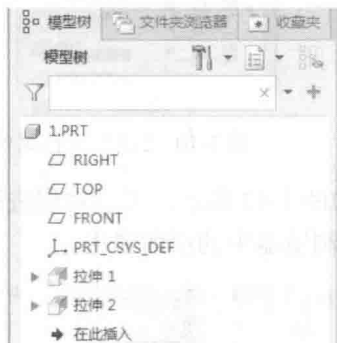 模型树 文件夹浏览器 收藏夹
模型树
1.PRT
RIGHT
TOP
FRONT
PRT_CSYS_DEF
拉伸 1
拉伸 2
在此插入